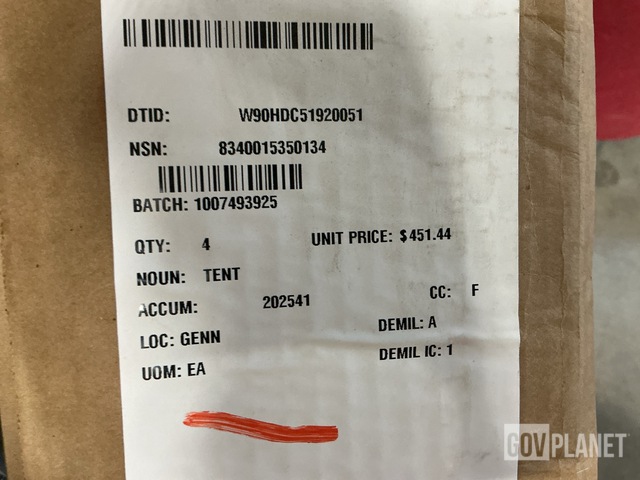 DTID: W90HDC51920051
NSN: 8340015350134
BATCH: 1007493925
QTY: 4 UNIT PRICE: $451.44
NOUN: TENT
ACCUM: 202541 CC: F
LOC: GENN DEMIL: A
UOM: EA DEMIL IC: 1
GOVPLANET